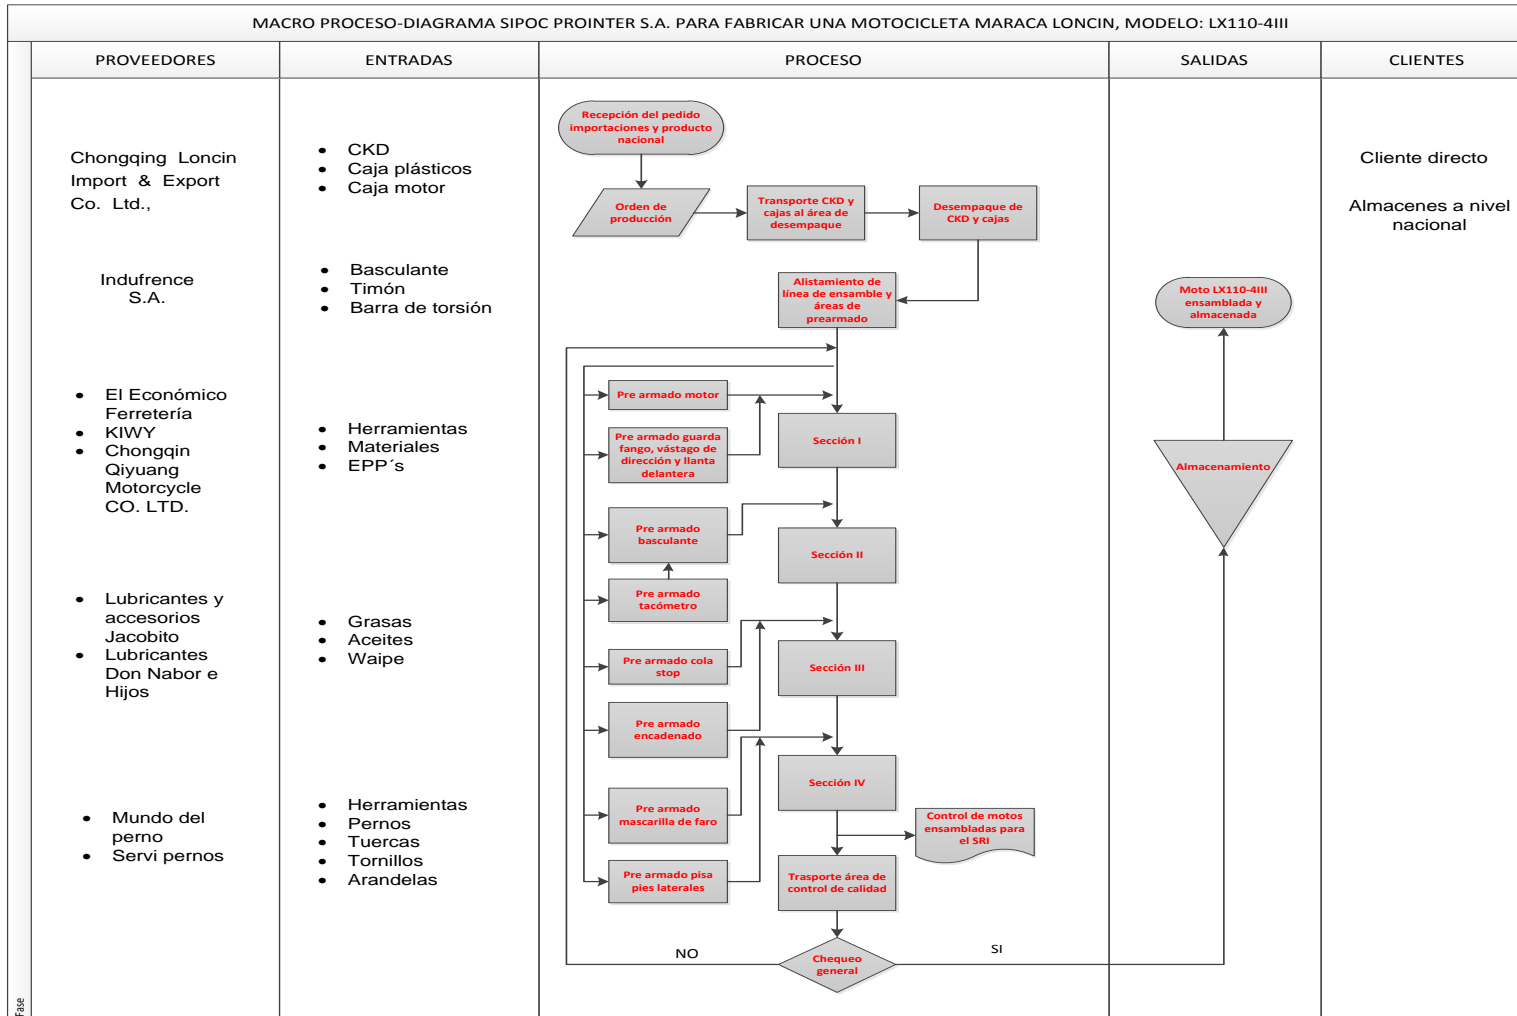 MACRO PROCESO-DIAGRAMA SIPOC PROINTER S.A. PARA FABRICAR UNA MOTOCICLETA MARACA LONCIN, MODELO: LX110-4III
PROVEEDORES
ENTRADAS
PROCESO
SALIDAS
CLIENTES
Chongqing Loncin
Import & Export
Co. Ltd.,
Indufrence
S.A.
• El Económico
Ferretería
• KIWY
• Chongqin
Qiyuang
Motorcycle
CO. LTD.
• Lubricantes y
accesorios
Jacobito
• Lubricantes
Don Nabor e
Hijos
• Mundo del
perno
• Servi pernos
• CKD
• Caja plásticos
• Caja motor
• Basculante
• Timón
• Barra de torsión
• Herramientas
• Materiales
• EPP´s
• Grasas
• Aceites
• Waipe
• Herramientas
• Pernos
• Tuercas
• Tornillos
• Arandelas
Recepción del pedido
importaciones y producto
nacional
Orden de
producción
Transporte CKD y
cajas al área de
desempaque
Desempaque de
CKD y cajas
Alistamiento de
línea de ensamble y
áreas de
prearmado
Pre armado motor
Pre armado guarda
fango, vástago de
dirección y llanta
delantera
Sección I
Pre armado
basculante
Sección II
Pre armado
tacómetro
Pre armado cola
stop
Sección III
Pre armado
encadenado
Sección IV
Pre armado
mascarilla de faro
Control de motos
ensambladas para
el SRI
Pre armado pisa
pies laterales
Trasporte área de
control de calidad
Chequeo
general
NO
SI
Moto LX110-4III
ensamblada y
almacenada
Almacenamiento
Cliente directo
Almacenes a nivel
nacional
Fase